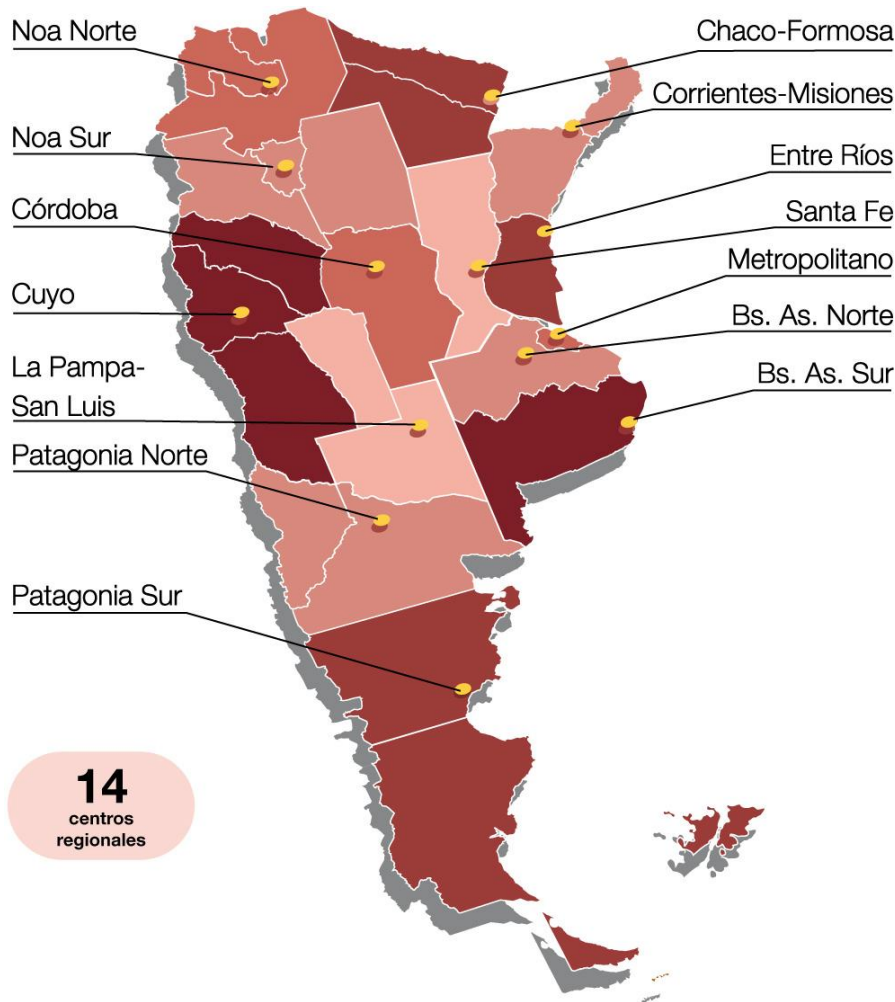 Noa Norte
Noa Sur
Córdoba
Cuyo
La Pampa-
San Luis
Patagonia Norte
Patagonia Sur
Chaco-Formosa
Corrientes-Misiones
Entre Ríos
Santa Fe
Metropolitano
Bs. As. Norte
Bs. As. Sur
14
centros
regionales